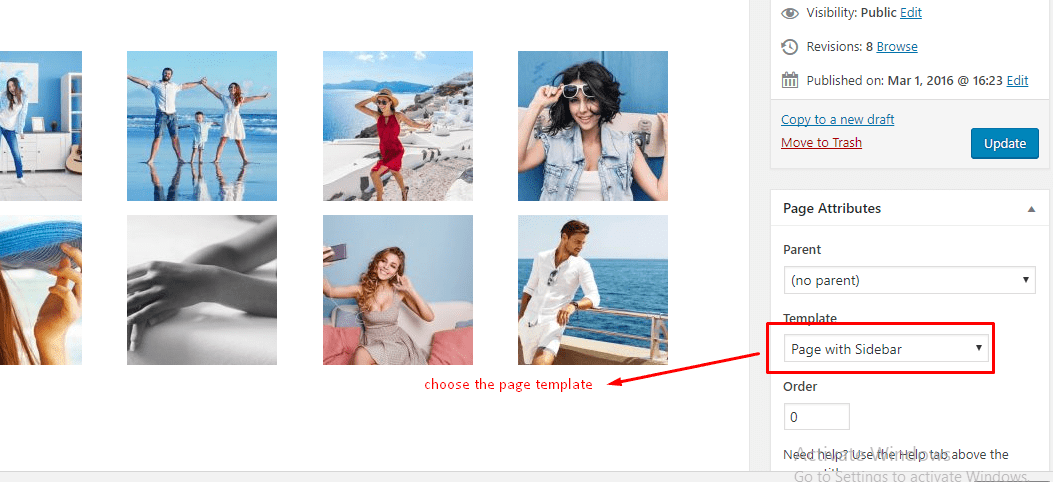 Visibility: Public Edit
Revisions: 8 Browse
Published on: Mar 1, 2016 @ 16:23 Edit
Copy to a new draft
Move to Trash
Update
Page Attributes
Parent
(no parent)
Template
Page with Sidebar
choose the page template
Order
0
Need help? Use the Help tab above the
Activate Windows
Go to Settings to activate Windows.